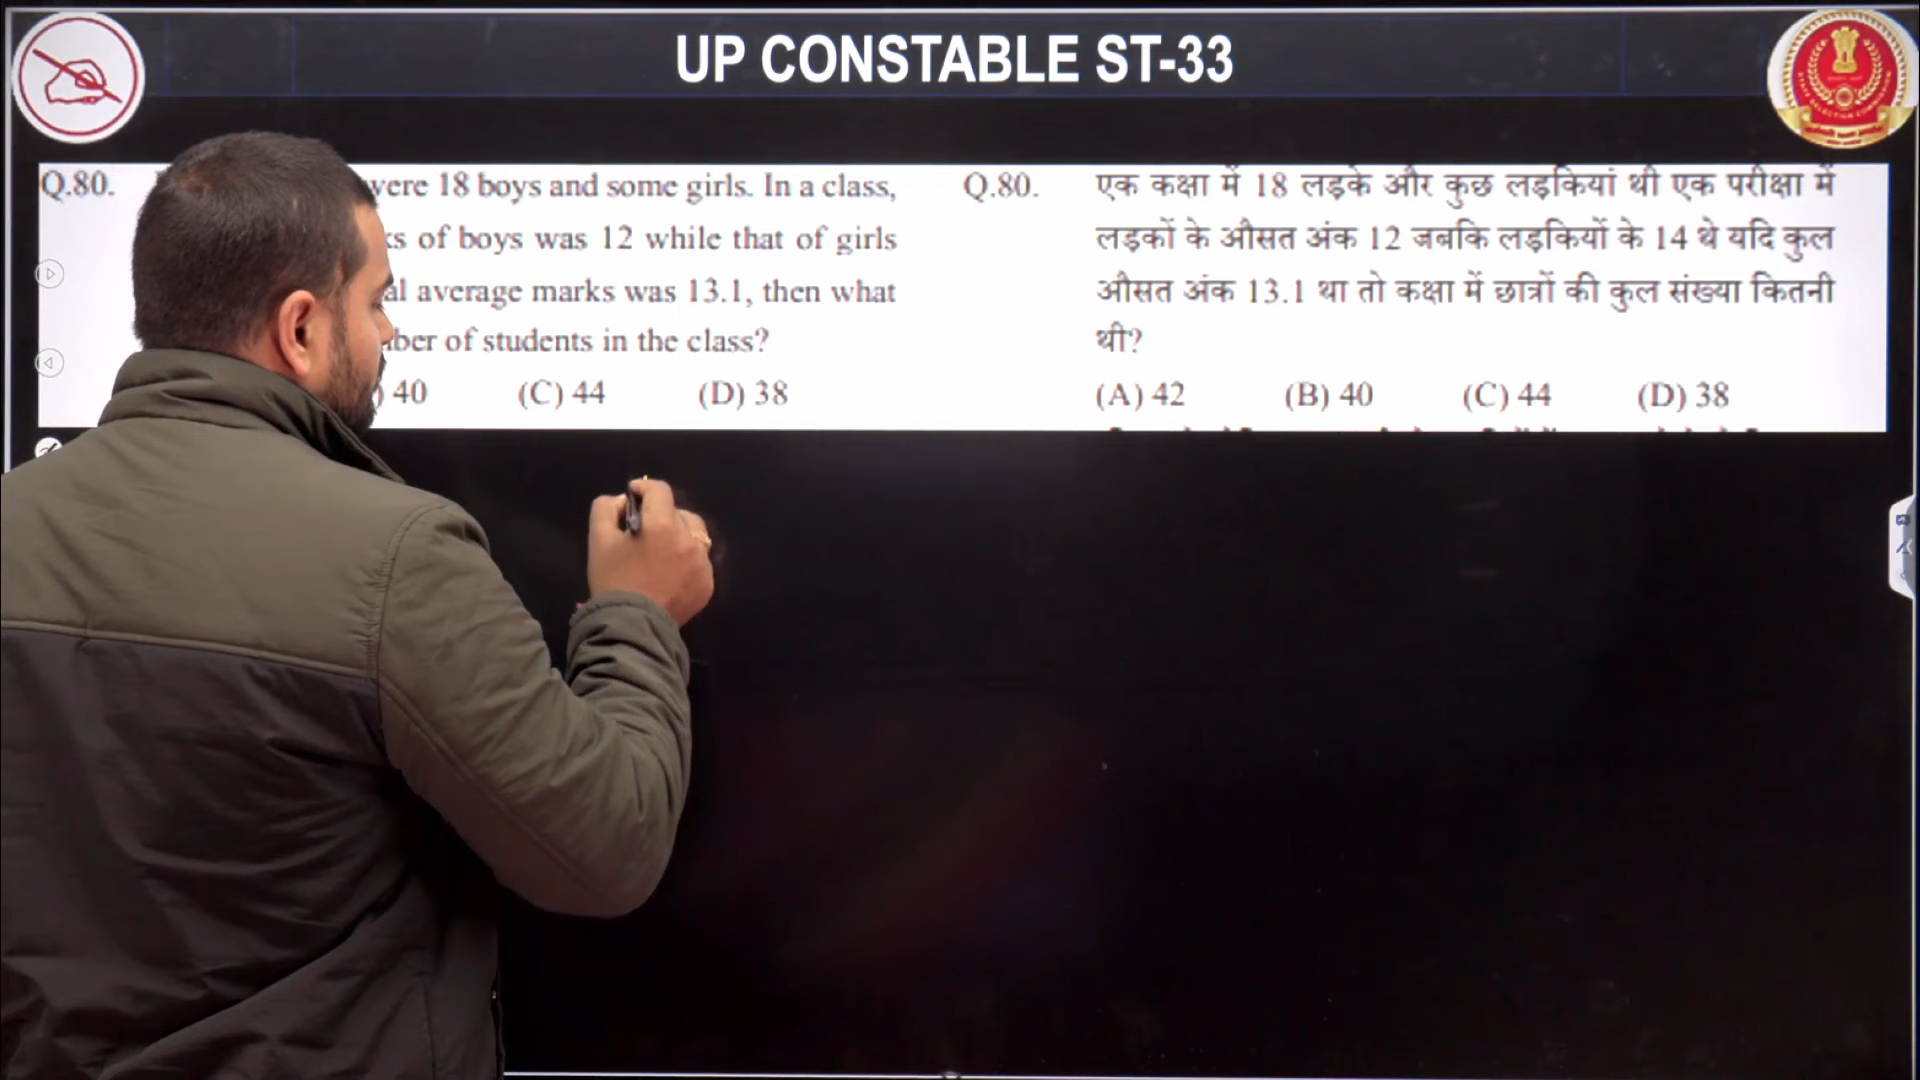 UP CONSTABLE ST-33
Q.80.
were 18 boys and some girls. In a class,
of boys was 12 while that of girls
average marks was 13.1, then what
of students in the class?
40 (C) 44 (D) 38
Q.80. एक कक्षा में 18 लड़के और कुछ लड़कियां थी एक परीक्षा में
लड़कों के औसत अंक 12 जबकि लड़कियों के 14 थे यदि कुल
औसत अंक 13.1 था तो कक्षा में छात्रों की कुल संख्या कितनी
थी?
(A) 42 (B) 40 (C) 44 (D) 38